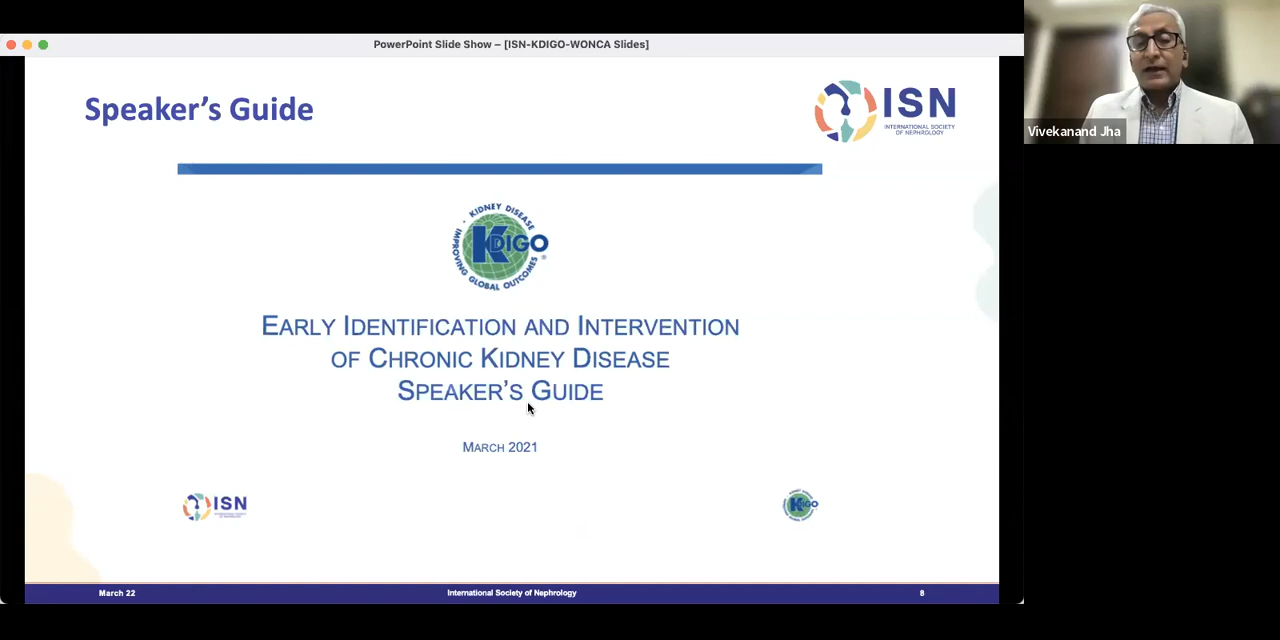 PowerPoint Slide Show – [ISN-KDIGO-WONCA Slides]
Vivekanand Jha
Speaker's Guide
ISN
INTERNATIONAL SOCIETY
OF NEPHROLOGY
KIDNEY DISEASE
KDIGO
IMPROVING GLOBAL OUTCOMES
®
EARLY IDENTIFICATION AND INTERVENTION
OF CHRONIC KIDNEY DISEASE
SPEAKER'S GUIDE
MARCH 2021
ISN
KDIGO
March 22
International Society of Nephrology
8